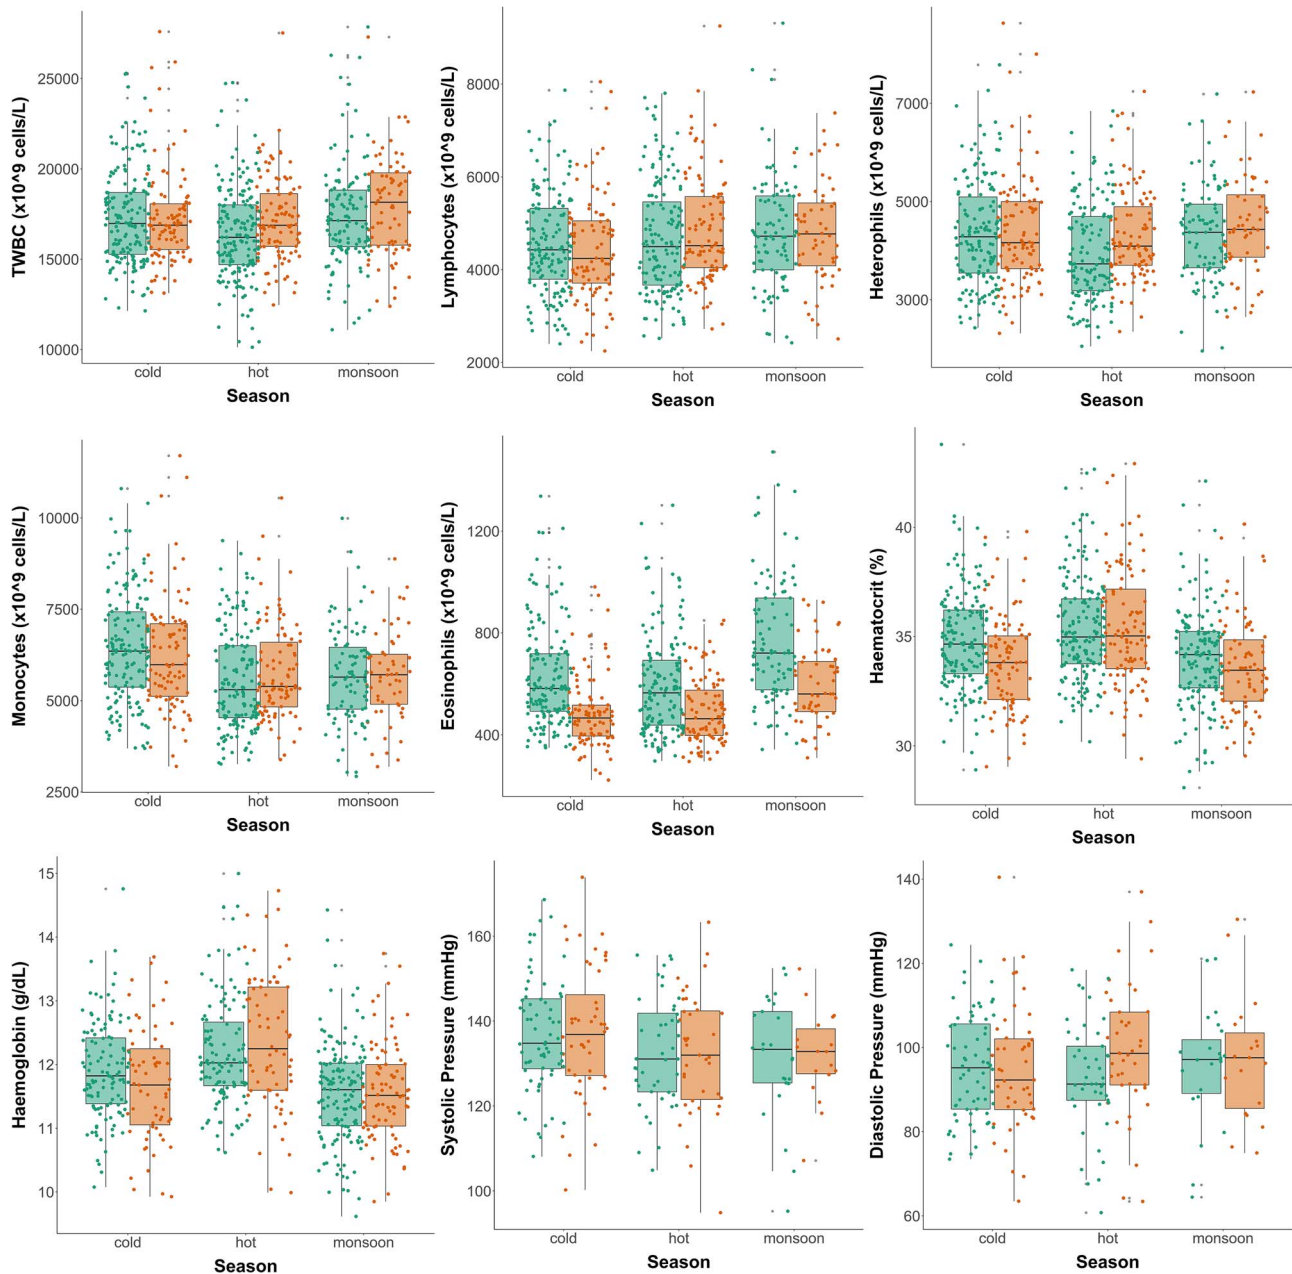 TWBC (x10^9 cells/L)
25000
20000
15000
10000
cold hot monsoon
Season
Lymphocytes (x10^9 cells/L)
8000
6000
4000
2000
cold hot monsoon
Season
Heterophils (x10^9 cells/L)
7000
5000
3000
cold hot monsoon
Season
Monocytes (x10^9 cells/L)
10000
7500
5000
2500
cold hot monsoon
Season
Eosinophils (x10^9 cells/L)
1200
800
400
cold hot monsoon
Season
Haematocrit (%)
40
35
30
cold hot monsoon
Season
Haemoglobin (g/dL)
15
14
13
12
11
10
cold hot monsoon
Season
Systolic Pressure (mmHg)
160
140
120
100
cold hot monsoon
Season
Diastolic Pressure (mmHg)
140
120
100
80
60
cold hot monsoon
Season